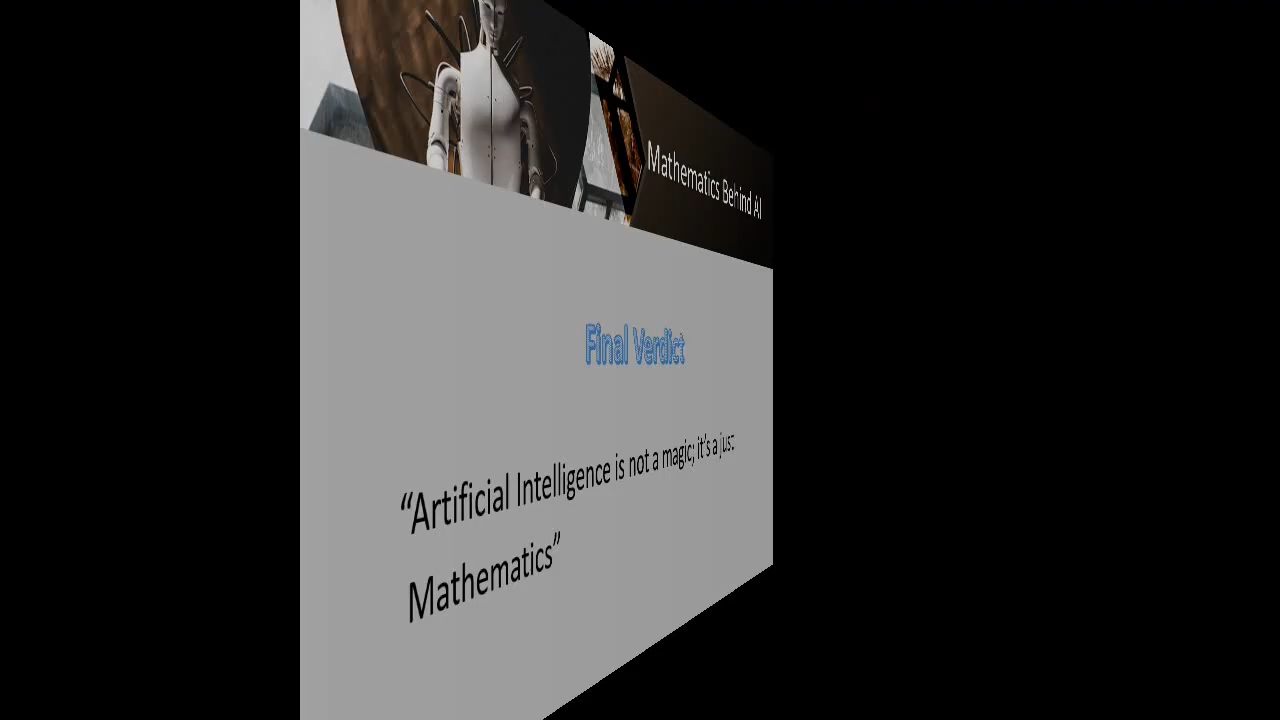 Mathematics Behind AI
Final Verdict
“Artificial Intelligence is not a magic; it’s a just
Mathematics”